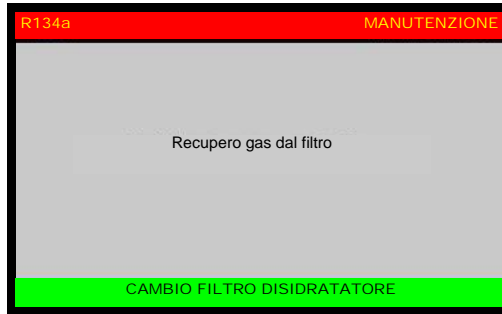 R134a MANUTENZIONE
Recupero gas dal filtro
CAMBIO FILTRO DISIDRATATORE